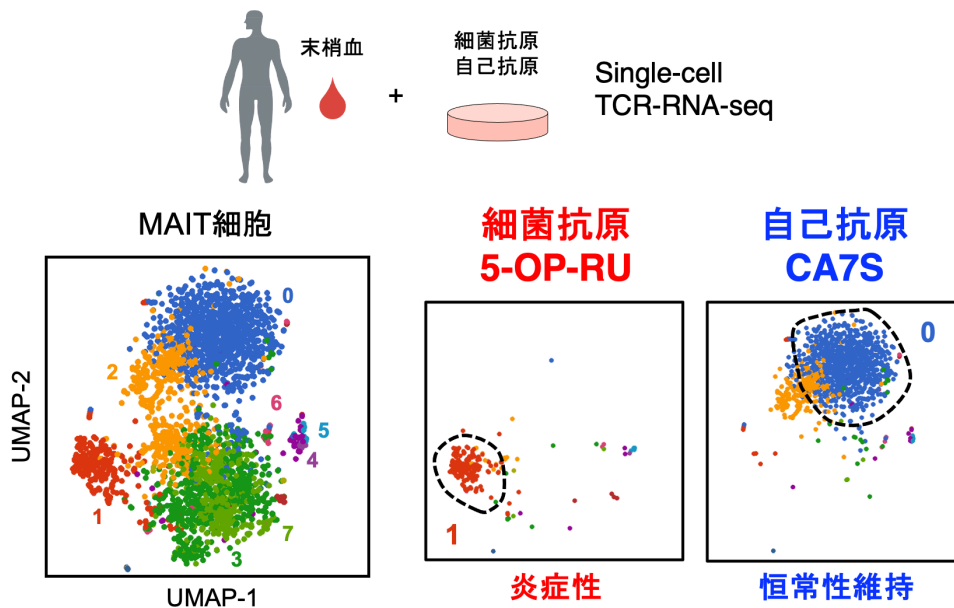 末梢血
+
細菌抗原
自己抗原
Single-cell
TCR-RNA-seq
MAIT細胞
細菌抗原
5-OP-RU
自己抗原
CA7S
0
2
6
5
4
1
7
3
UMAP-2
UMAP-1
1
炎症性
0
恒常性維持